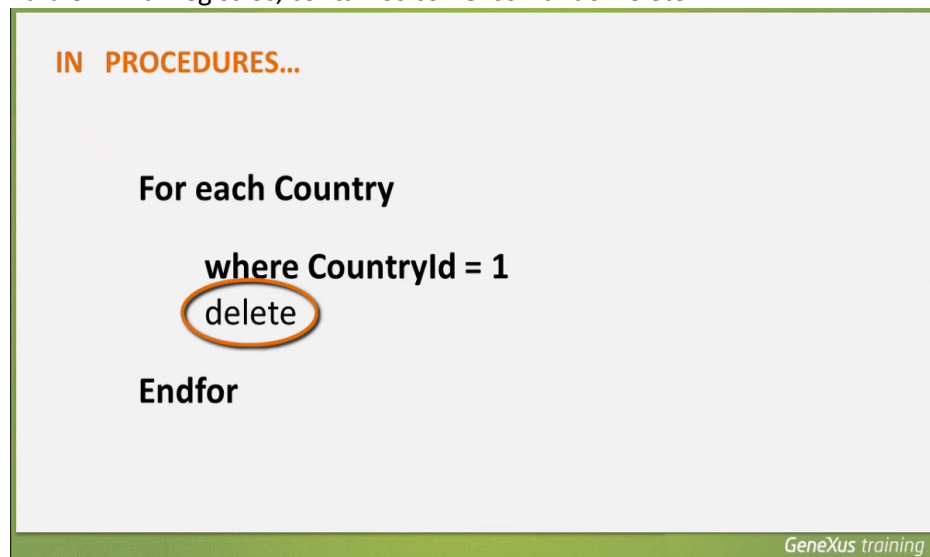 IN PROCEDURES...
For each Country
where CountryId = 1
delete
Endfor
GeneXus training